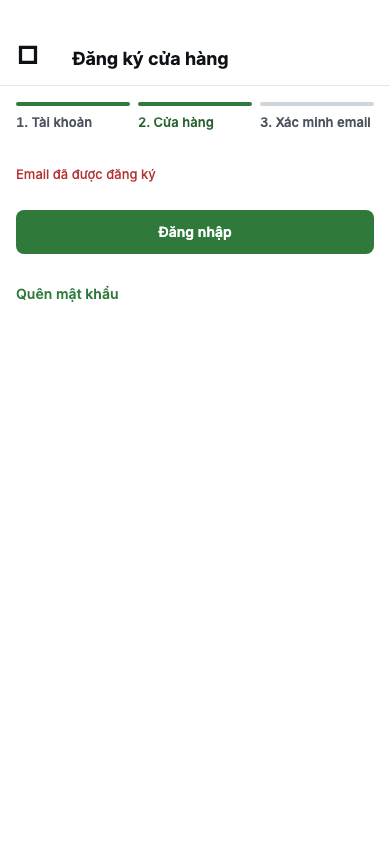 Đăng ký cửa hàng
1. Tài khoản
2. Cửa hàng
3. Xác minh email
Email đã được đăng ký
Đăng nhập
Quên mật khẩu